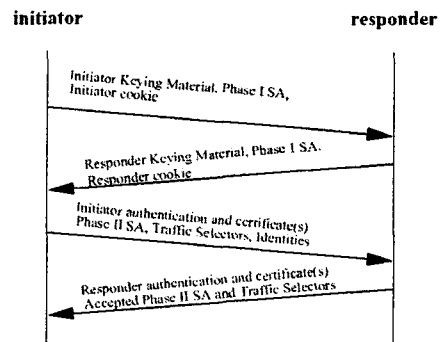 initiator
responder
Initiator Keying Material, Phase I SA,
Initiator cookie
Responder Keying Material, Phase 1 SA.
Responder cookie
Initiator authentication and certificate(s)
Phase II SA, Traffic Selectors, Identities
Responder authentication and certificate(s)
Accepted Phase II SA and Traffic Selectors